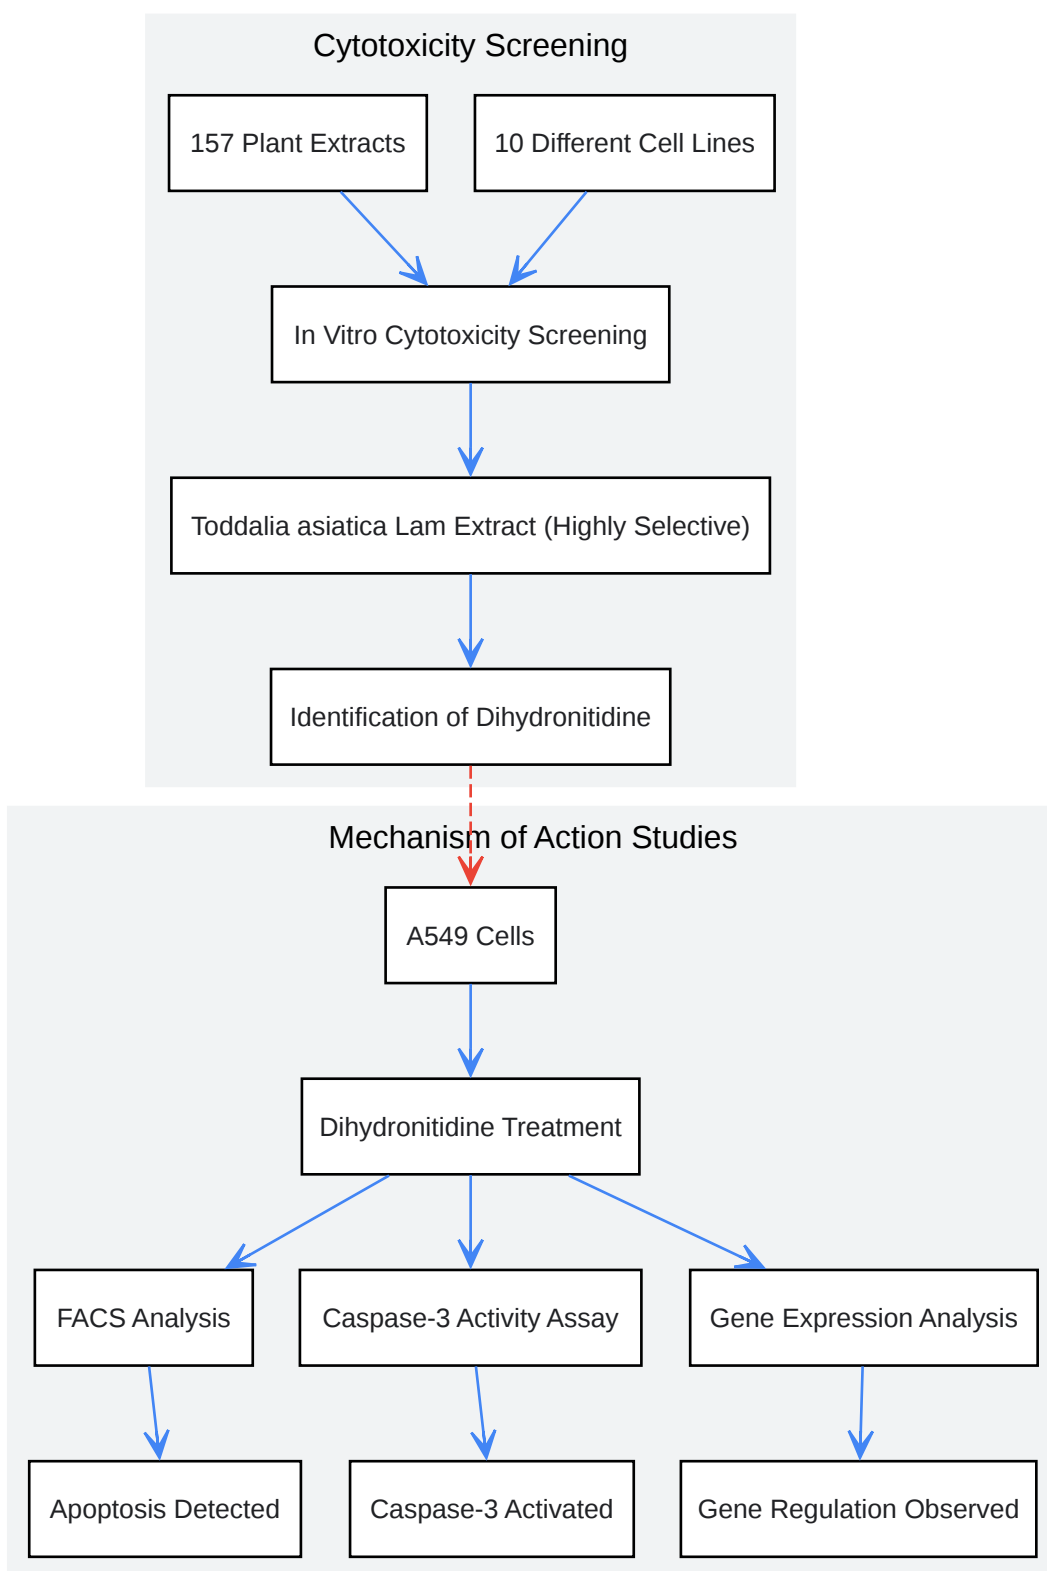 Cytotoxicity Screening
157 Plant Extracts
10 Different Cell Lines
In Vitro Cytotoxicity Screening
Toddalia asiatica Lam Extract (Highly Selective)
Identification of Dihydronitidine
Mechanism of Action Studies
A549 Cells
Dihydronitidine Treatment
FACS Analysis
Caspase-3 Activity Assay
Gene Expression Analysis
Apoptosis Detected
Caspase-3 Activated
Gene Regulation Observed